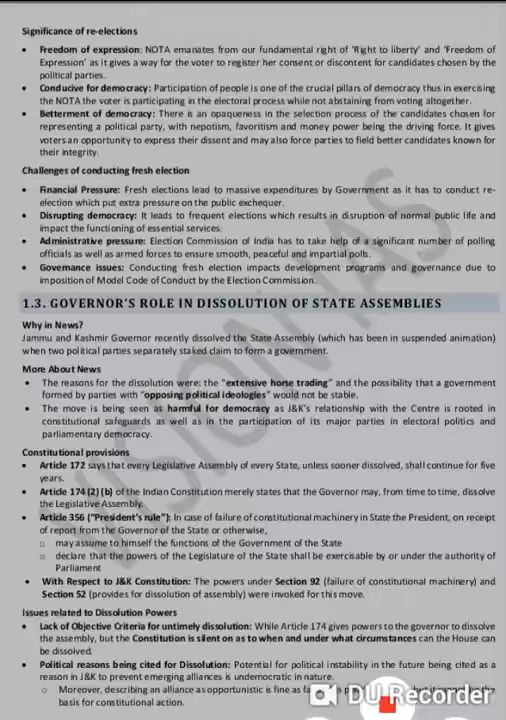 Significance of re-elections
• Freedom of expression: NOTA emanates from our fundamental right of 'Right to liberty' and 'Freedom of
Expression' as it gives a way for the voter to register her consent or discontent for candidates chosen by the
political parties.
• Conducive for democracy: Participation of people is one of the crucial pillars of democracy thus in exercising
the NOTA the voter is participating in the electoral process while not abstaining from voting altogether.
• Betterment of democracy: There is an opaqueness in the selection process of the candidates chosen for
representing a political party, with nepotism, favoritism and money power being the driving force. It gives
voters an opportunity to express their dissent and may also force parties to field better candidates known for
their integrity.
Challenges of conducting fresh election
• Financial Pressure: Fresh elections lead to massive expenditures by Government as it has to conduct re-
election which put extra pressure on the public exchequer.
• Disrupting democracy: It leads to frequent elections which results in disruption of normal public life and
impact the functioning of essential services.
• Administrative pressure: Election Commission of India has to take help of a significant number of polling
officials as well as armed forces to ensure smooth, peaceful and impartial polls.
• Governance issues: Conducting fresh election impacts development programs and governance due to
imposition of Model Code of Conduct by the Election Commission.
1.3. GOVERNOR'S ROLE IN DISSOLUTION OF STATE ASSEMBLIES
Why in News?
Jammu and Kashmir Governor recently dissolved the State Assembly (which has been in suspended animation)
when two political parties separately staked claim to form a government.
More About News
• The reasons for the dissolution were: the "extensive horse trading" and the possibility that a government
formed by parties with "opposing political ideologies" would not be stable.
• The move is being seen as harmful for democracy as J&K's relationship with the Centre is rooted in
constitutional safeguards as well as in the participation of its major parties in electoral politics and
parliamentary democracy.
Constitutional provisions
• Article 172 says that every Legislative Assembly of every State, unless sooner dissolved, shall continue for five
years.
• Article 174 (2) (b) of the Indian Constitution merely states that the Governor may, from time to time, dissolve
the Legislative Assembly.
• Article 356 ("President's rule"): In case of failure of constitutional machinery in State the President, on receipt
of report from the Governor of the State or otherwise,
o may assume to himself the functions of the Government of the State
o declare that the powers of the Legislature of the State shall be exercisable by or under the authority of
Parliament
• With Respect to J&K Constitution: The powers under Section 92 (failure of constitutional machinery) and
Section 52 (provides for dissolution of assembly) were invoked for this move.
Issues related to Dissolution Powers
• Lack of Objective Criteria for untimely dissolution: While Article 174 gives powers to the governor to dissolve
the assembly, but the Constitution is silent on as to when and under what circumstances can the House can
be dissolved.
• Political reasons being cited for Dissolution: Potential for political instability in the future being cited as a
reason in J&K to prevent emerging alliances is undemocratic in nature.
o Moreover, describing an alliance as opportunistic is fine as
basis for constitutional action.
DU Recorder
VISION IAS